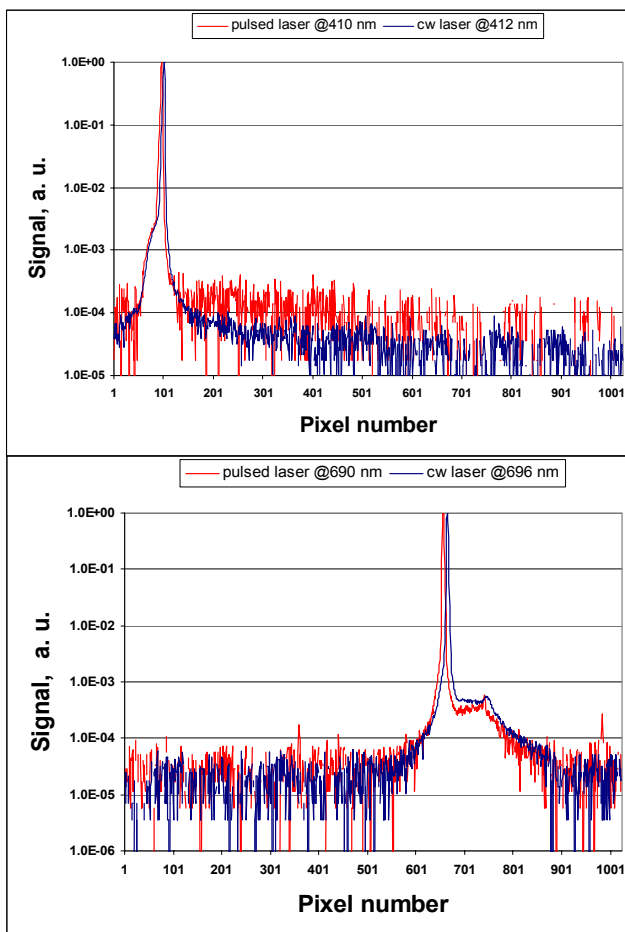 pulsed laser @410 nm cw laser @412 nm
1.0E+00
1.0E-01
1.0E-02
1.0E-03
1.0E-04
1.0E-05
Signal, a. u.
1 101 201 301 401 501 601 701 801 901 1001
Pixel number
pulsed laser @690 nm cw laser @696 nm
1.0E+00
1.0E-01
1.0E-02
1.0E-03
1.0E-04
1.0E-05
1.0E-06
Signal, a. u.
1 101 201 301 401 501 601 701 801 901 1001
Pixel number